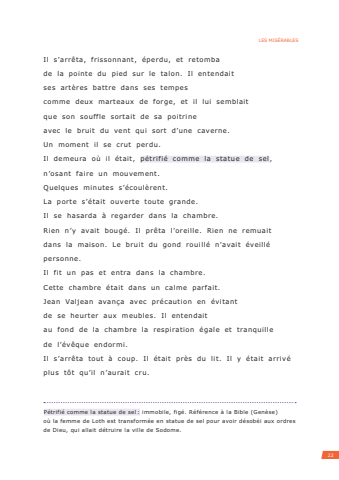 LES MISÉRABLES
Il s’arrêta, frissonnant, éperdu, et retomba
de la pointe du pied sur le talon. Il entendait
ses artères battre dans ses tempes
comme deux marteaux de forge, et il lui semblait
que son souffle sortait de sa poitrine
avec le bruit du vent qui sort d’une caverne.
Un moment il se crut perdu.
Il demeura où il était, pétrifié comme la statue de sel,
n’osant faire un mouvement.
Quelques minutes s’écoulèrent.
La porte s’était ouverte toute grande.
Il se hasarda à regarder dans la chambre.
Rien n’y avait bougé. Il prêta l’oreille. Rien ne remuait
dans la maison. Le bruit du gond rouillé n’avait éveillé
personne.
Il fit un pas et entra dans la chambre.
Cette chambre était dans un calme parfait.
Jean Valjean avança avec précaution en évitant
de se heurter aux meubles. Il entendait
au fond de la chambre la respiration égale et tranquille
de l’évêque endormi.
Il s’arrêta tout à coup. Il était près du lit. Il y était arrivé
plus tôt qu’il n’aurait cru.
Pétrifié comme la statue de sel : immobile, figé. Référence à la Bible (Genèse)
où la femme de Loth est transformée en statue de sel pour avoir désobéi aux ordres
de Dieu, qui allait détruire la ville de Sodome.
22